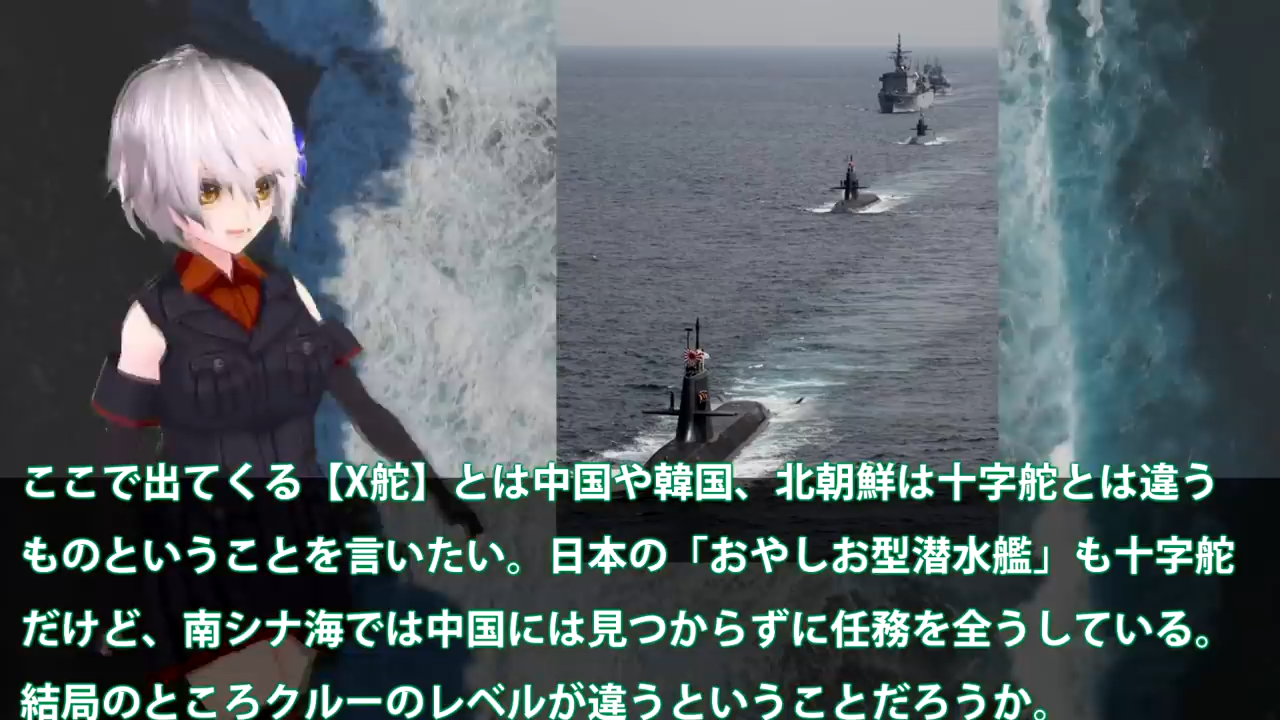 ここで出てくる【X舵】とは中国や韓国、北朝鮮は十字舵とは違う
ものということを言いたい。日本の「おやしお型潜水艦」も十字舵
だけど、南シナ海では中国には見つからずに任務を全うしている。
結局のところクルーのレベルが違うということだろうか。